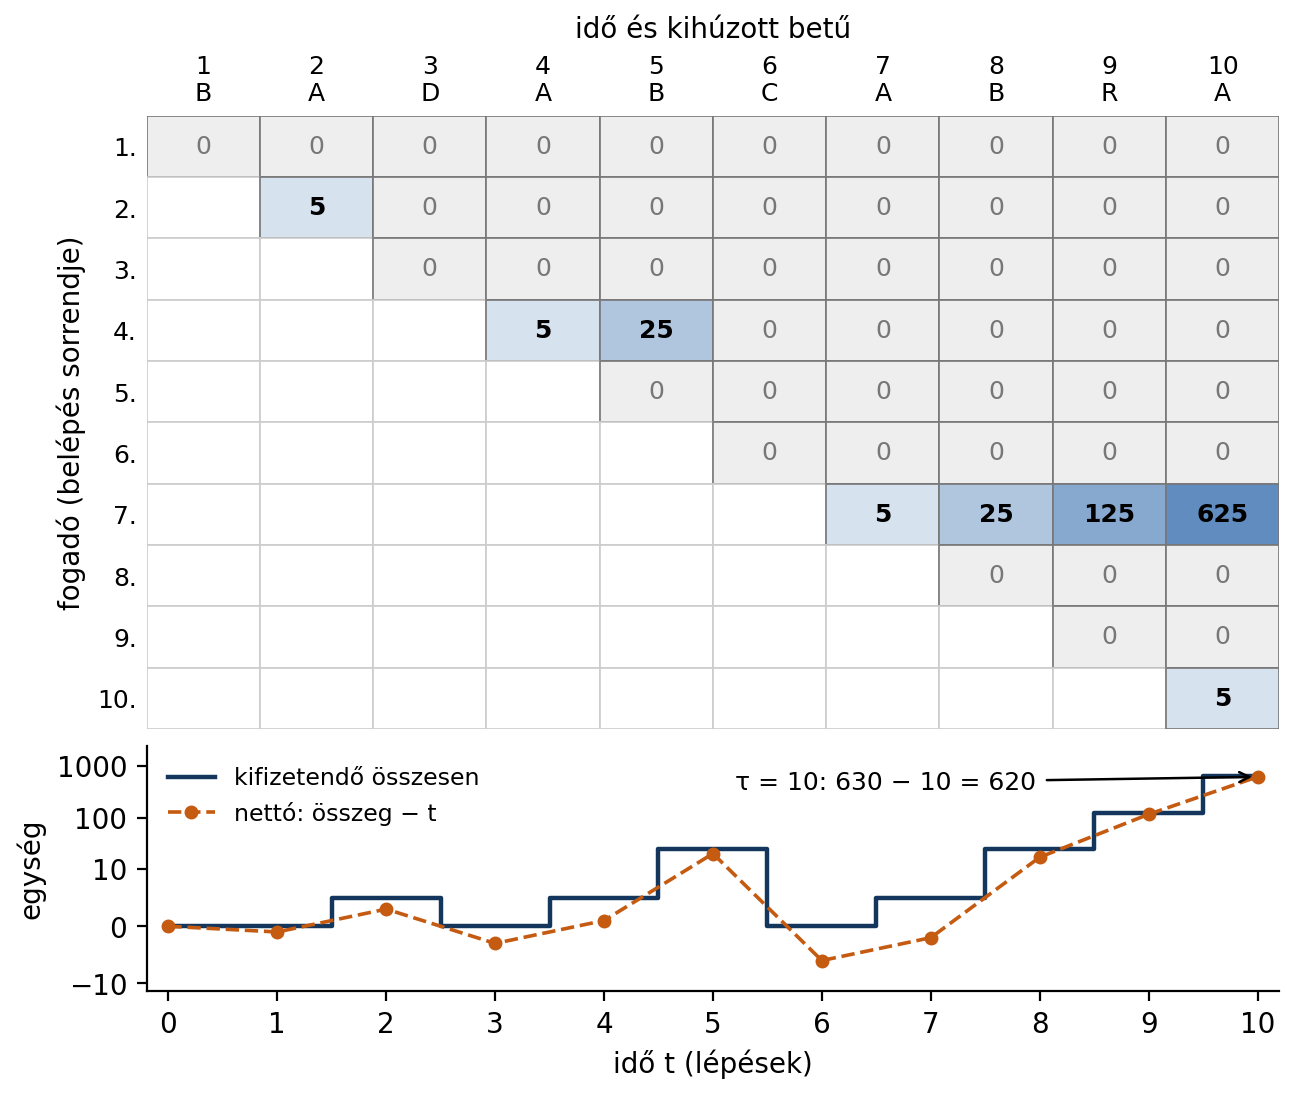 idő és kihúzott betű
1 2 3 4 5 6 7 8 9 10
B A D A B C A B R A
fogadó (belépés sorrendje)
1. 0 0 0 0 0 0 0 0 0 0
2. 5 0 0 0 0 0 0 0 0
3. 0 0 0 0 0 0 0 0
4. 5 25 0 0 0 0 0
5. 0 0 0 0 0 0
6. 0 0 0 0 0
7. 5 25 125 625
8. 0 0 0
9. 0 0
10. 5
egység
1000
100
10
0
−10
kifizetendő összesen
nettó: összeg − t
τ = 10: 630 − 10 = 620
0 1 2 3 4 5 6 7 8 9 10
idő t (lépések)